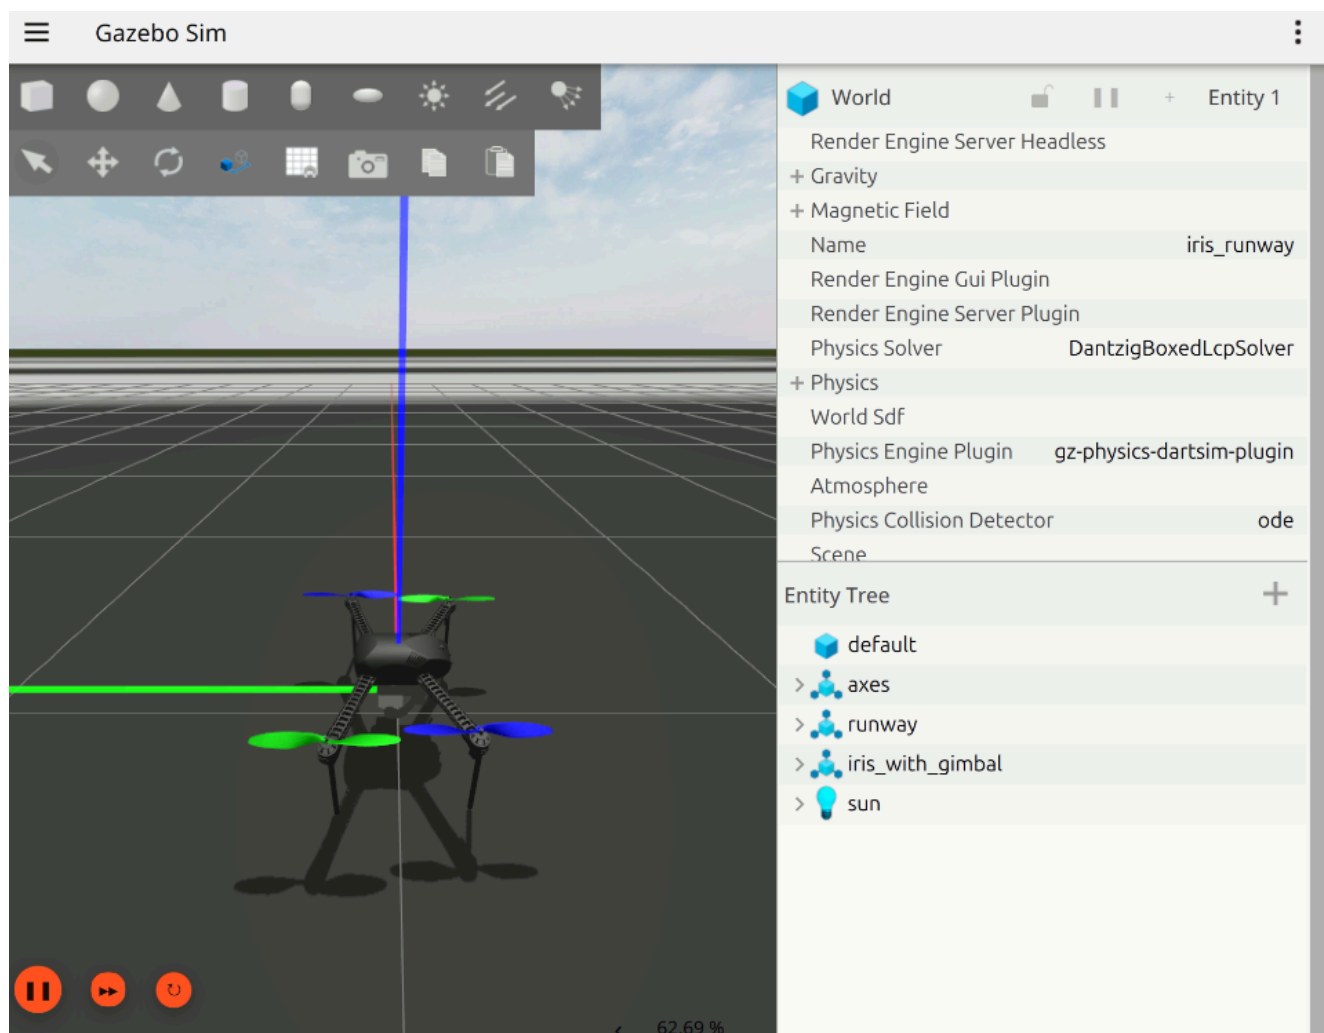 Gazebo Sim
World Entity 1
Render Engine Server Headless
+ Gravity
+ Magnetic Field
Name iris_runway
Render Engine Gui Plugin
Render Engine Server Plugin
Physics Solver DantzigBoxedLcpSolver
+ Physics
World Sdf
Physics Engine Plugin gz-physics-dartsim-plugin
Atmosphere
Physics Collision Detector ode
Scene
Entity Tree
default
axes
runway
iris_with_gimbal
sun
62.69 %